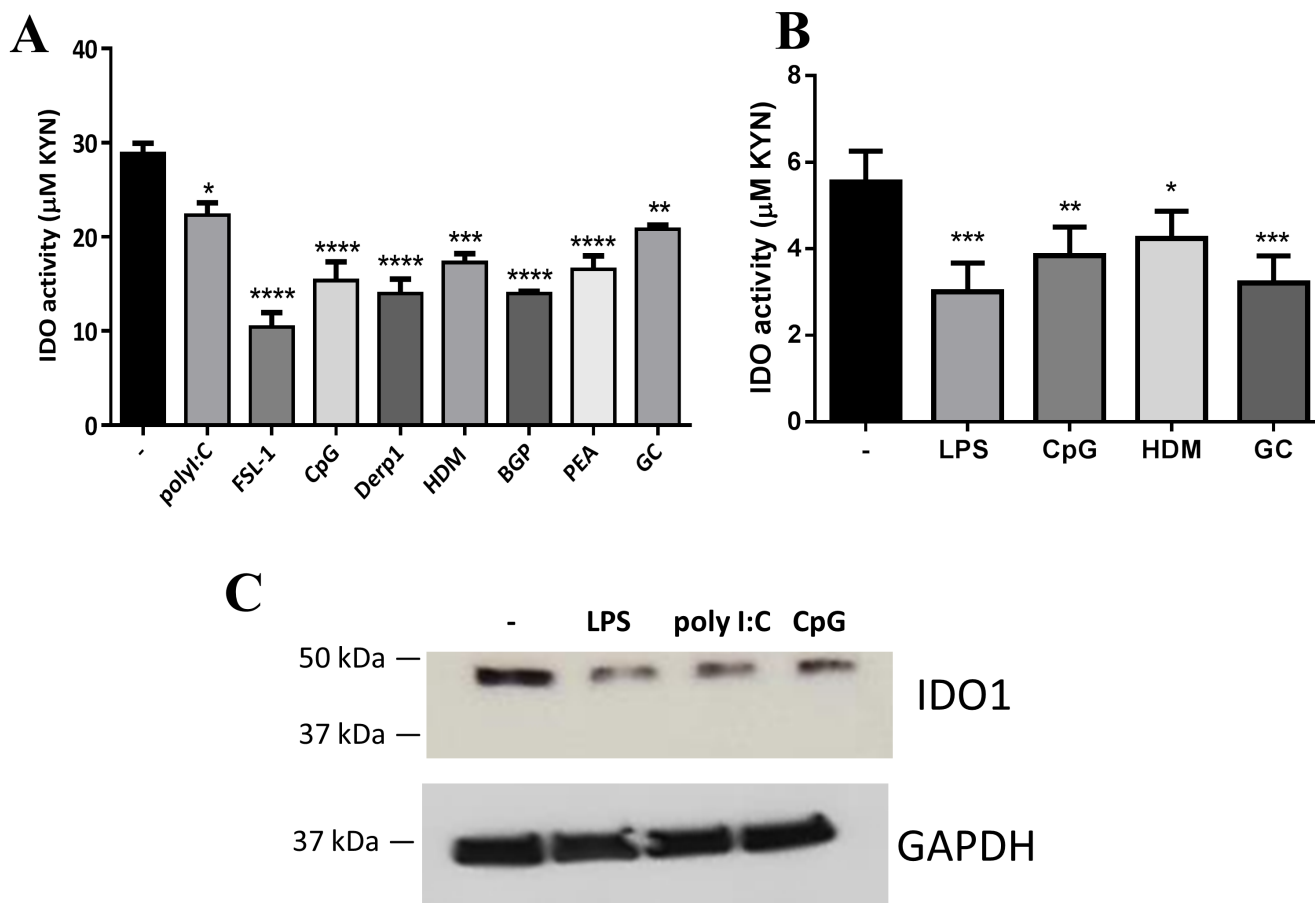 A
IDO activity (µM KYN)
40
30
20
10
0
*
****
****
****
***
****
****
**
-
polyI:C
FSL-1
CpG
Derp1
HDM
BGP
PEA
GC
B
IDO activity (µM KYN)
8
6
4
2
0
***
**
*
***
- LPS CpG HDM GC
C
- LPS poly I:C CpG
50 kDa
IDO1
37 kDa
37 kDa
GAPDH